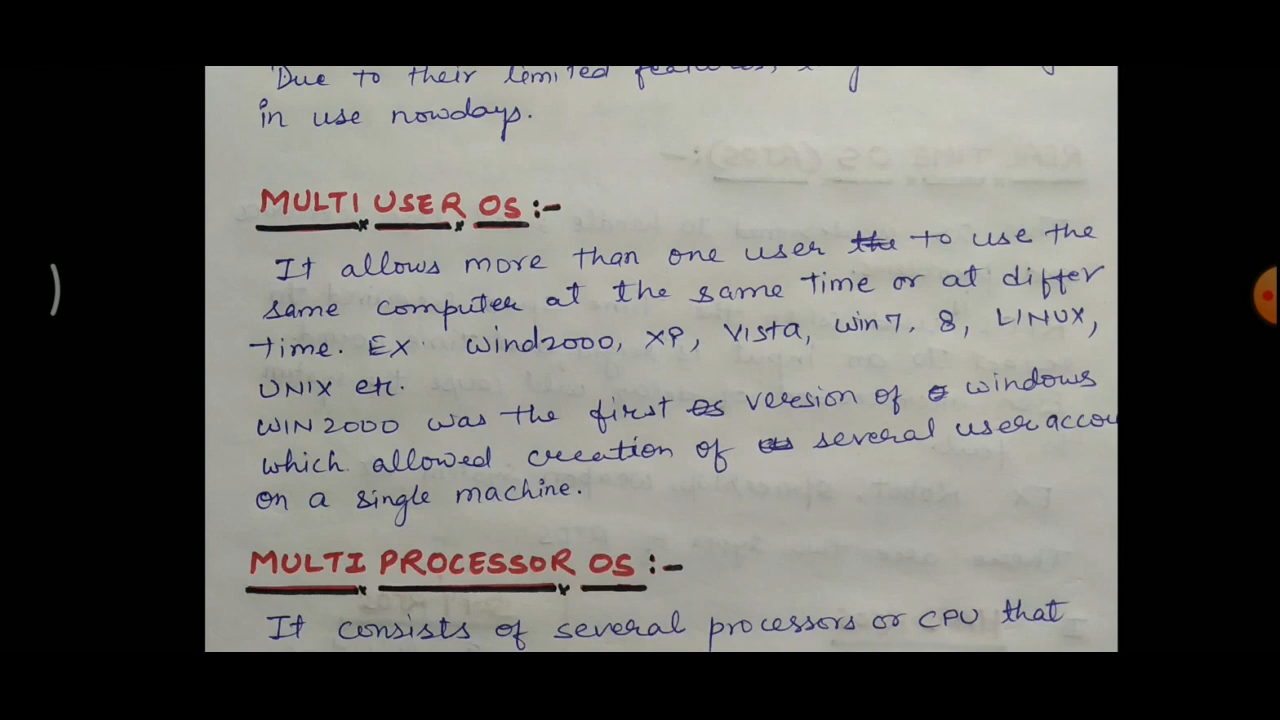 Due to their limited features,
in use nowdays.
MULTI USER OS :-
It allows more than one user the to use the
same computer at the same time or at differ
time. EX. Wind2000, XP, Vista, Win7, 8, LINUX,
UNIX etc.
WIN2000 was the first os version of o windows
which allowed creation of several user accou
on a single machine.
MULTI PROCESSOR OS :-
It consists of several processors or CPU that